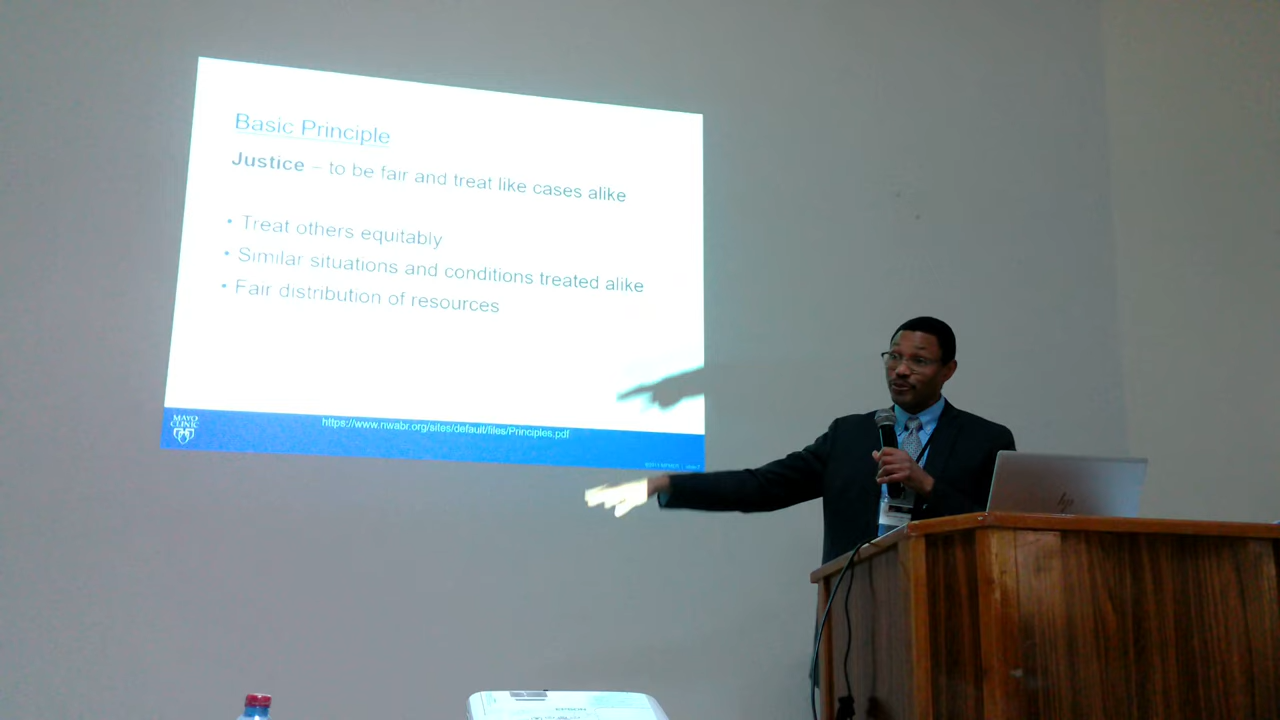 Basic Principle
Justice – to be fair and treat like cases alike
• Treat others equitably
• Similar situations and conditions treated alike
• Fair distribution of resources
MAYO
CLINIC
https://www.nwabr.org/sites/default/files/Principles.pdf
hp